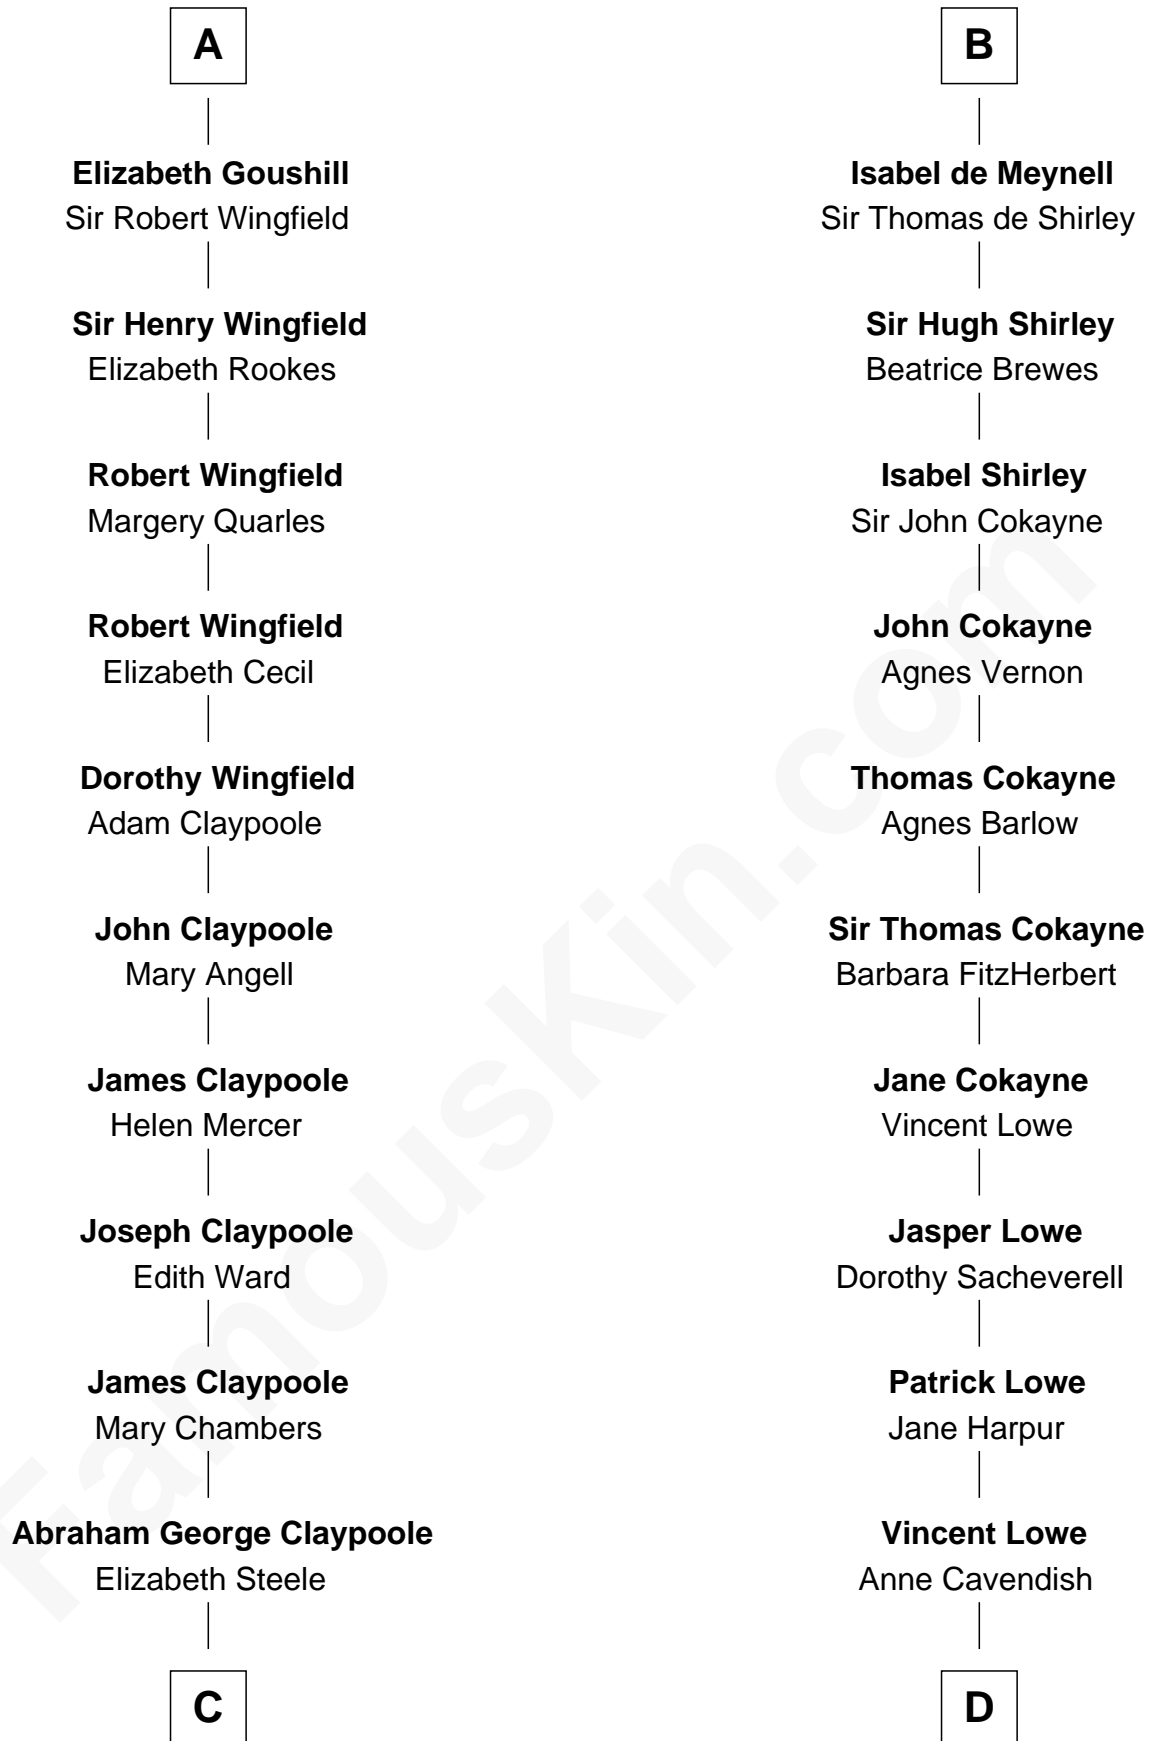 A
Elizabeth Goushill
Sir Robert Wingfield
Sir Henry Wingfield
Elizabeth Rookes
Robert Wingfield
Margery Quarles
Robert Wingfield
Elizabeth Cecil
Dorothy Wingfield
Adam Claypoole
John Claypoole
Mary Angell
James Claypoole
Helen Mercer
Joseph Claypoole
Edith Ward
James Claypoole
Mary Chambers
Abraham George Claypoole
Elizabeth Steele
C
B
Isabel de Meynell
Sir Thomas de Shirley
Sir Hugh Shirley
Beatrice Brewes
Isabel Shirley
Sir John Cokayne
John Cokayne
Agnes Vernon
Thomas Cokayne
Agnes Barlow
Sir Thomas Cokayne
Barbara FitzHerbert
Jane Cokayne
Vincent Lowe
Jasper Lowe
Dorothy Sacheverell
Patrick Lowe
Jane Harpur
Vincent Lowe
Anne Cavendish
D
FamousKin.com